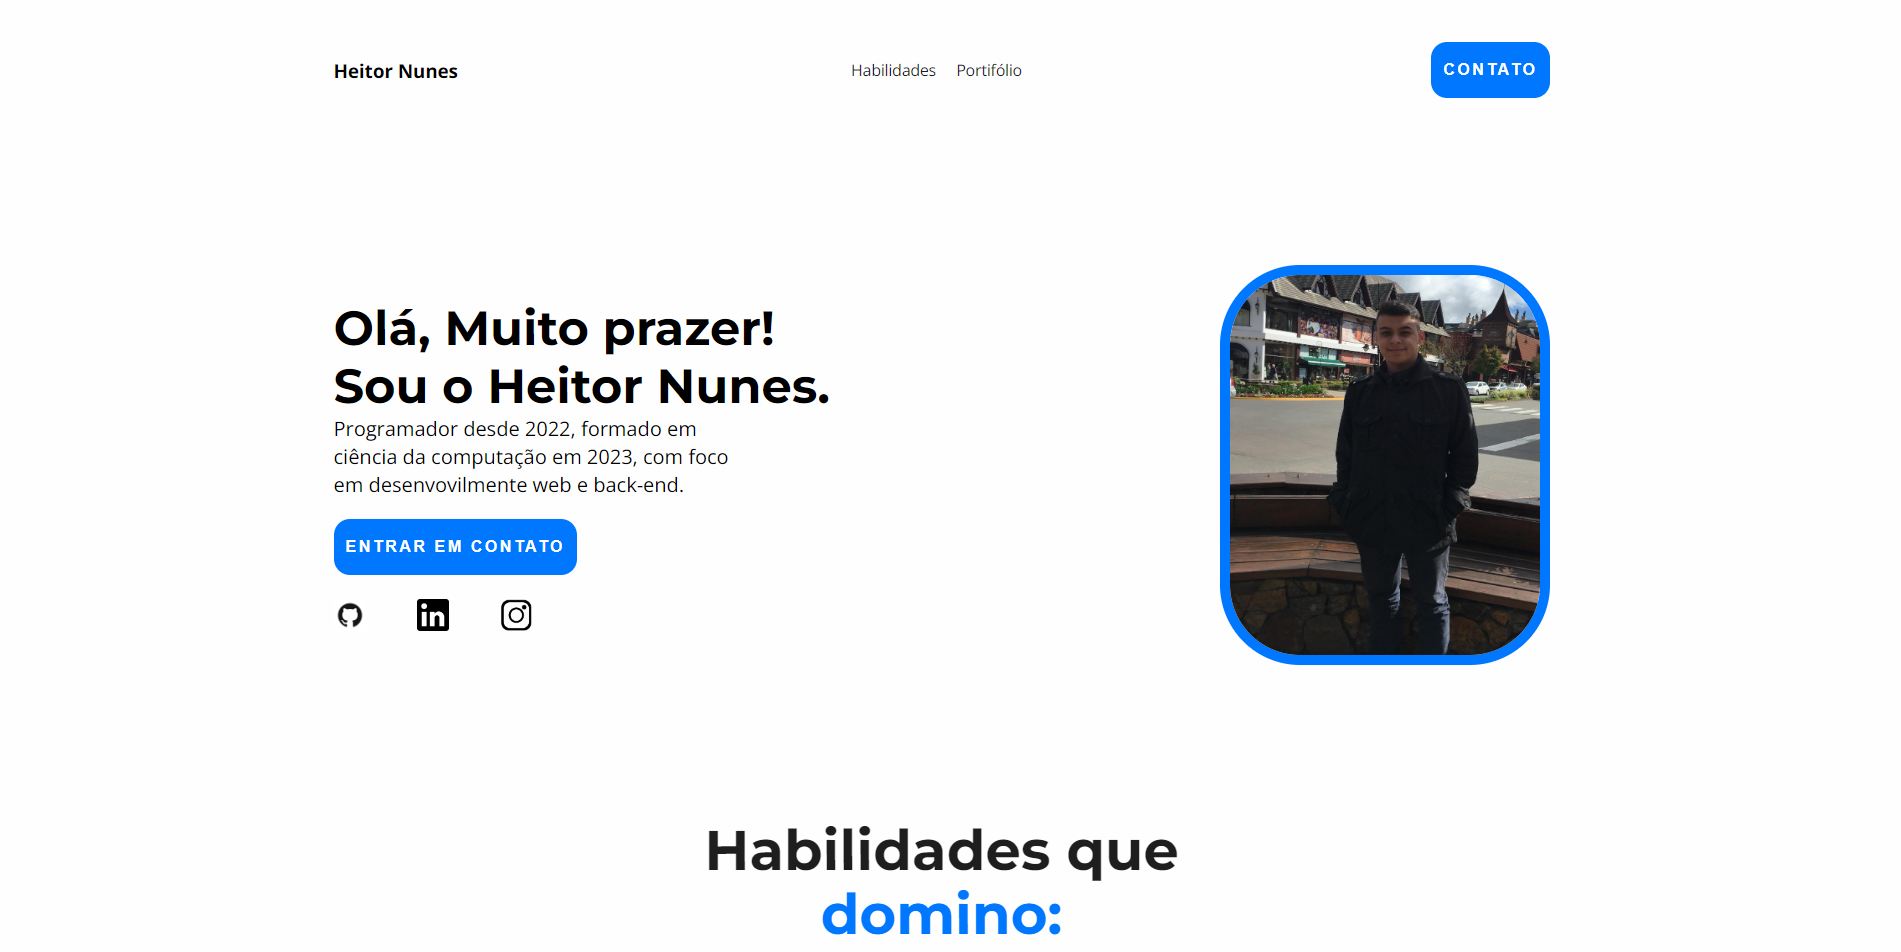 Heitor Nunes
Habilidades Portifólio
CONTATO
Olá, Muito prazer!
Sou o Heitor Nunes.
Programador desde 2022, formado em
ciência da computação em 2023, com foco
em desenvovilmente web e back-end.
ENTRAR EM CONTATO
in
Habilidades que
domino: